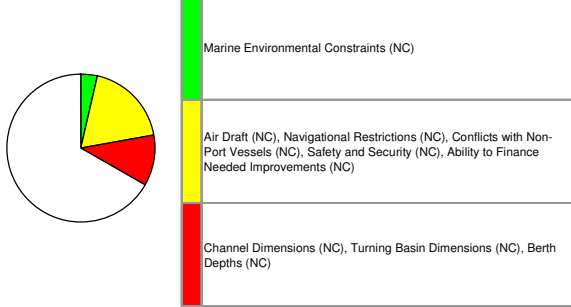 Marine Environmental Constraints (NC)
Air Draft (NC), Navigational Restrictions (NC), Conflicts with Non-
Port Vessels (NC), Safety and Security (NC), Ability to Finance
Needed Improvements (NC)
Channel Dimensions (NC), Turning Basin Dimensions (NC), Berth
Depths (NC)